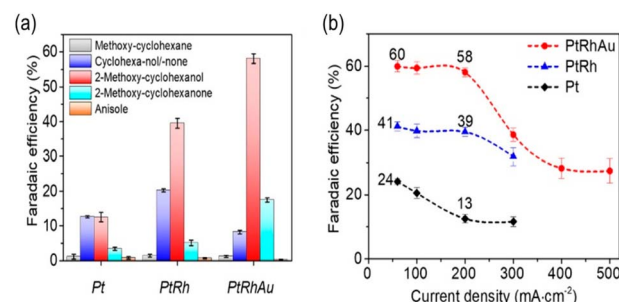 (a)
Methoxy-cyclohexane
Cyclohexa-nol/-none
2-Methoxy-cyclohexanol
2-Methoxy-cyclohexanone
Anisole
Faradaic efficiency (%)
70
60
50
40
30
20
10
0
Pt
PtRh
PtRhAu
(b)
PtRhAu
PtRh
Pt
Faradaic efficiency (%)
60
40
20
0
60
58
41
39
24
13
0
100
200
300
400
500
Current density (mA·cm⁻²)